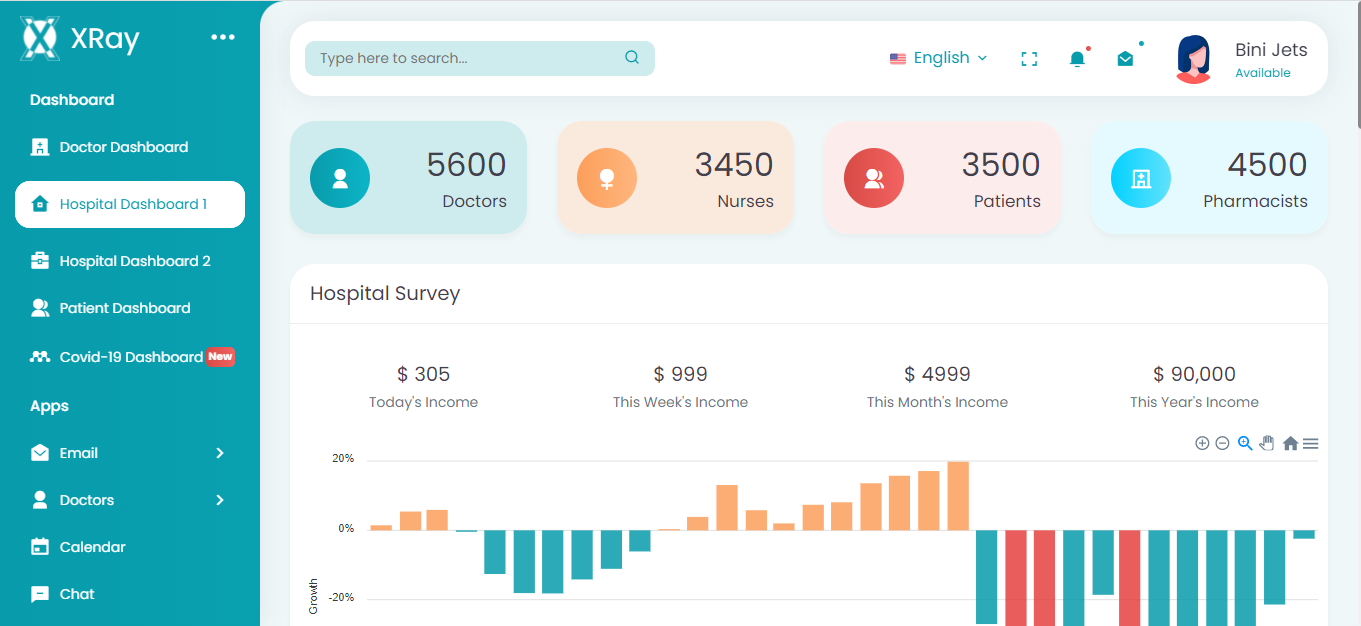 XRay
Dashboard
Doctor Dashboard
Hospital Dashboard 1
Hospital Dashboard 2
Patient Dashboard
Covid-19 Dashboard New
Apps
Email
Doctors
Calendar
Chat
Type here to search...
English
Bini Jets
Available
5600
Doctors
3450
Nurses
3500
Patients
4500
Pharmacists
Hospital Survey
$ 305
Today's Income
$ 999
This Week's Income
$ 4999
This Month's Income
$ 90,000
This Year's Income
20%
0%
-20%
Growth